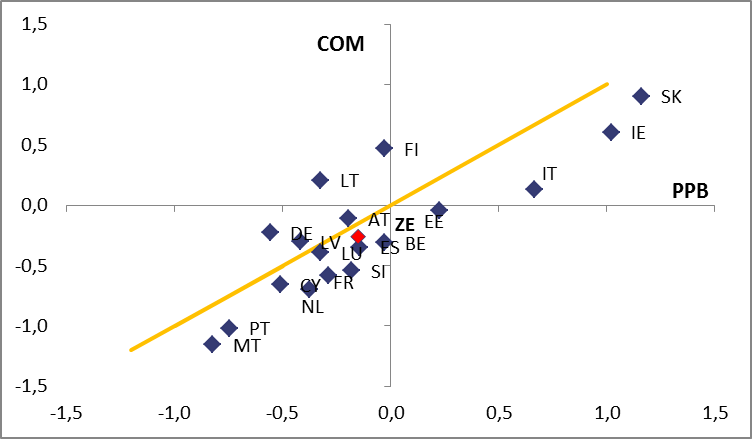 1,5
COM
1,0
SK
IE
0,5
FI
IT
LT
PPB
0,0
AT
ZE
EE
DE
LV
ES
BE
LU
-0,5
SI
CY
FR
NL
-1,0
PT
MT
-1,5
-1,5
-1,0
-0,5
0,0
0,5
1,0
1,5